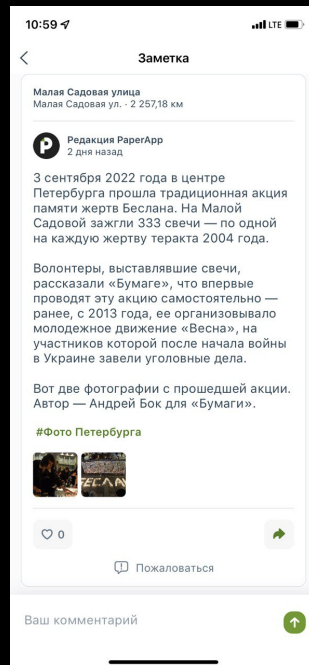 10:59
LTE
Заметка
Малая Садовая улица
Малая Садовая ул. · 2 257,18 км
Редакция PaperApp
2 дня назад
3 сентября 2022 года в центре
Петербурга прошла традиционная акция
памяти жертв Беслана. На Малой
Садовой зажгли 333 свечи — по одной
на каждую жертву теракта 2004 года.
Волонтеры, выставлявшие свечи,
рассказали «Бумаге», что впервые
проводят эту акцию самостоятельно —
ранее, с 2013 года, ее организовывало
молодежное движение «Весна», на
участников которой после начала войны
в Украине завели уголовные дела.
Вот две фотографии с прошедшей акции.
Автор — Андрей Бок для «Бумаги».
#Фото Петербурга
БЕСЛАН
0
Пожаловаться
Ваш комментарий